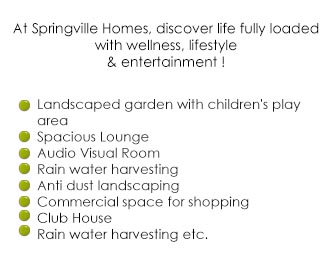 At Springville Homes, discover life fully loaded
with wellness, lifestyle
& entertainment !
Landscaped garden with children's play
area
Spacious Lounge
Audio Visual Room
Rain water harvesting
Anti dust landscaping
Commercial space for shopping
Club House
Rain water harvesting etc.